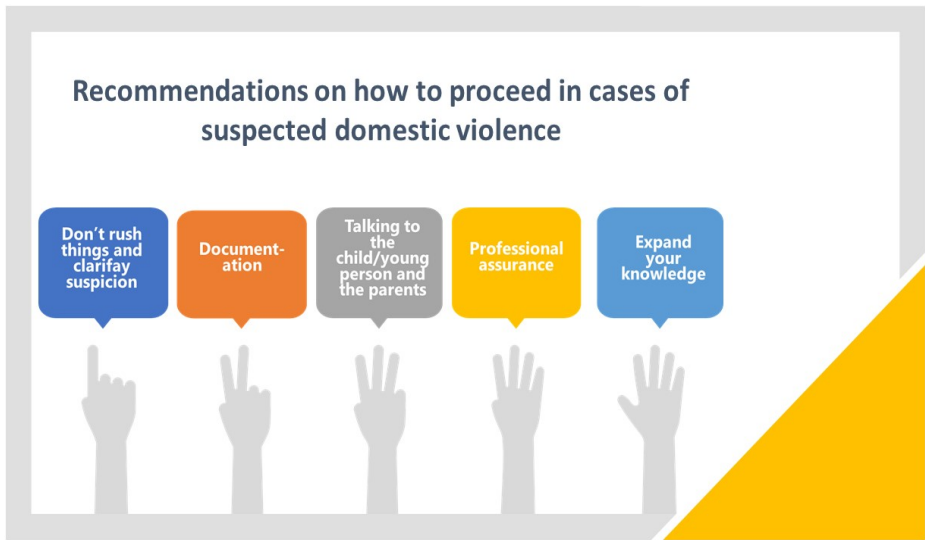 Recommendations on how to proceed in cases of
suspected domestic violence
Don't rush
things and
clarifay
suspicion
Document-
ation
Talking to
the
child/young
person and
the parents
Professional
assurance
Expand
your
knowledge